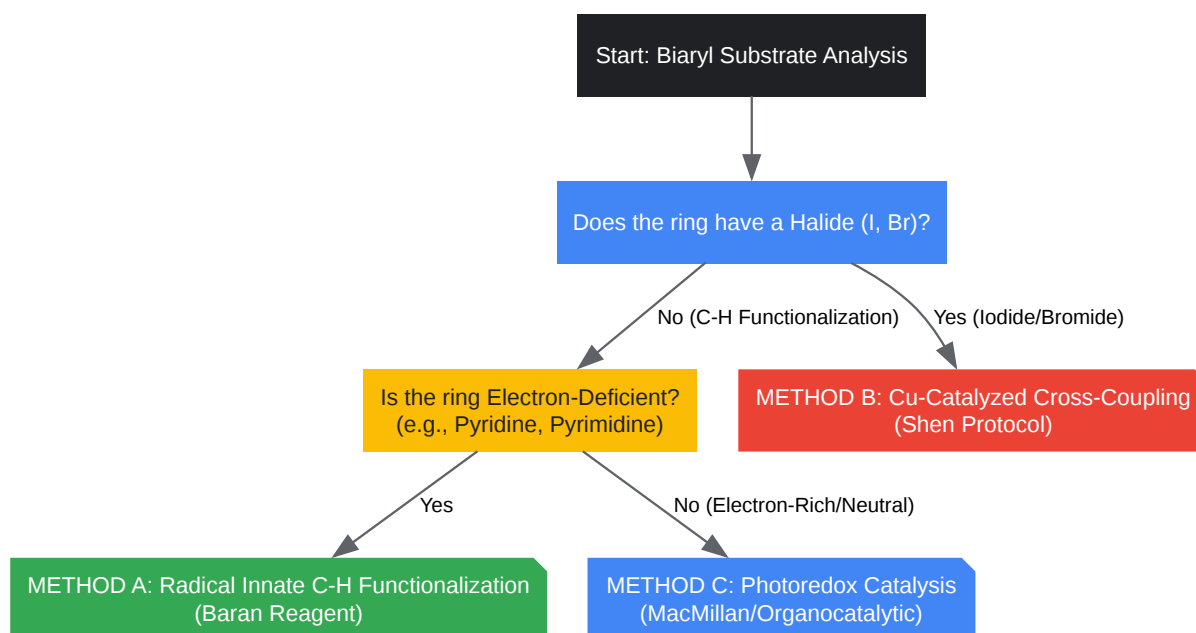 Start: Biaryl Substrate Analysis
Does the ring have a Halide (I, Br)?
No (C-H Functionalization)
Yes (Iodide/Bromide)
Is the ring Electron-Deficient?
(e.g., Pyridine, Pyrimidine)
METHOD B: Cu-Catalyzed Cross-Coupling
(Shen Protocol)
Yes
No (Electron-Rich/Neutral)
METHOD A: Radical Innate C-H Functionalization
(Baran Reagent)
METHOD C: Photoredox Catalysis
(MacMillan/Organocatalytic)